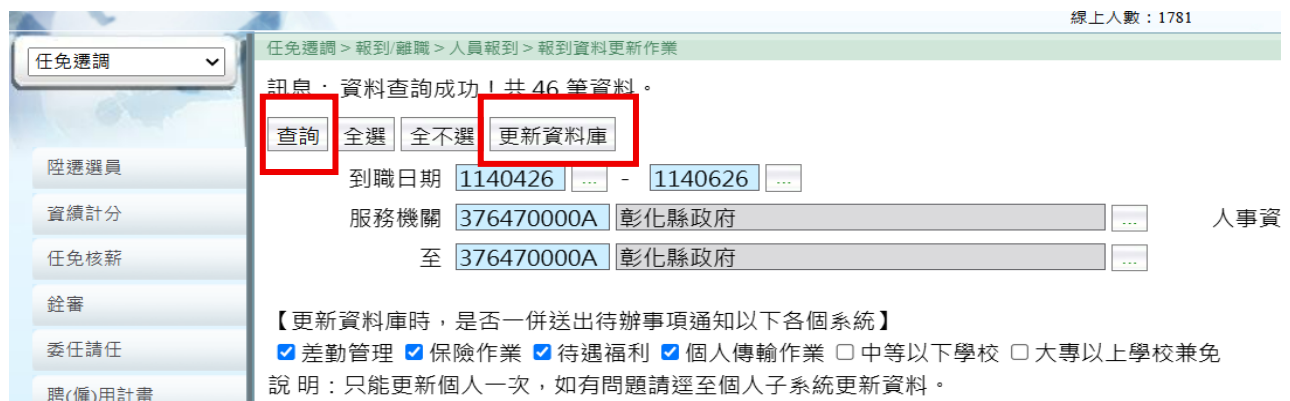 線上人數：1781
任免遷調
任免遷調 > 報到/離職 > 人員報到 > 報到資料更新作業
訊息： 資料查詢成功！共 46 筆資料。
查詢 全選 全不選 更新資料庫
到職日期 1140426 ... - 1140626 ...
服務機關 376470000A 彰化縣政府 ... 人事資
至 376470000A 彰化縣政府 ...
陞遷選員
資績計分
任免核薪
銓審
委任請任
聘(僱)用計畫
【更新資料庫時，是否一併送出待辦事項通知以下各個系統】
差勤管理 保險作業 待遇福利 個人傳輸作業 中等以下學校 大專以上學校兼免
說 明：只能更新個人一次，如有問題請逕至個人子系統更新資料。